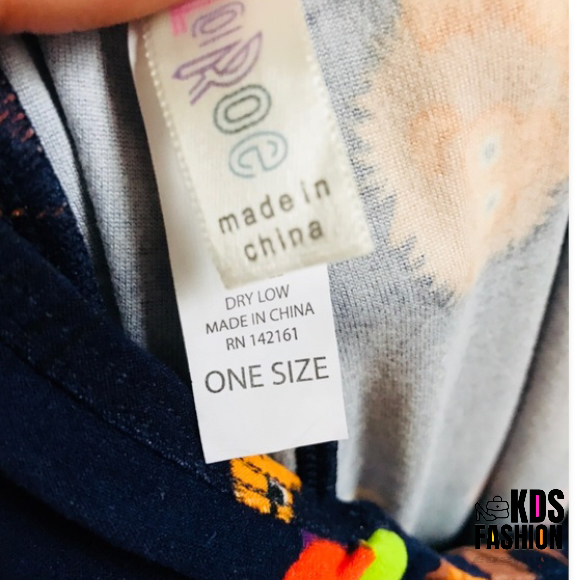 LuLaRoe
made in
china
DRY LOW
MADE IN CHINA
RN 142161
ONE SIZE
KDS
FASHION